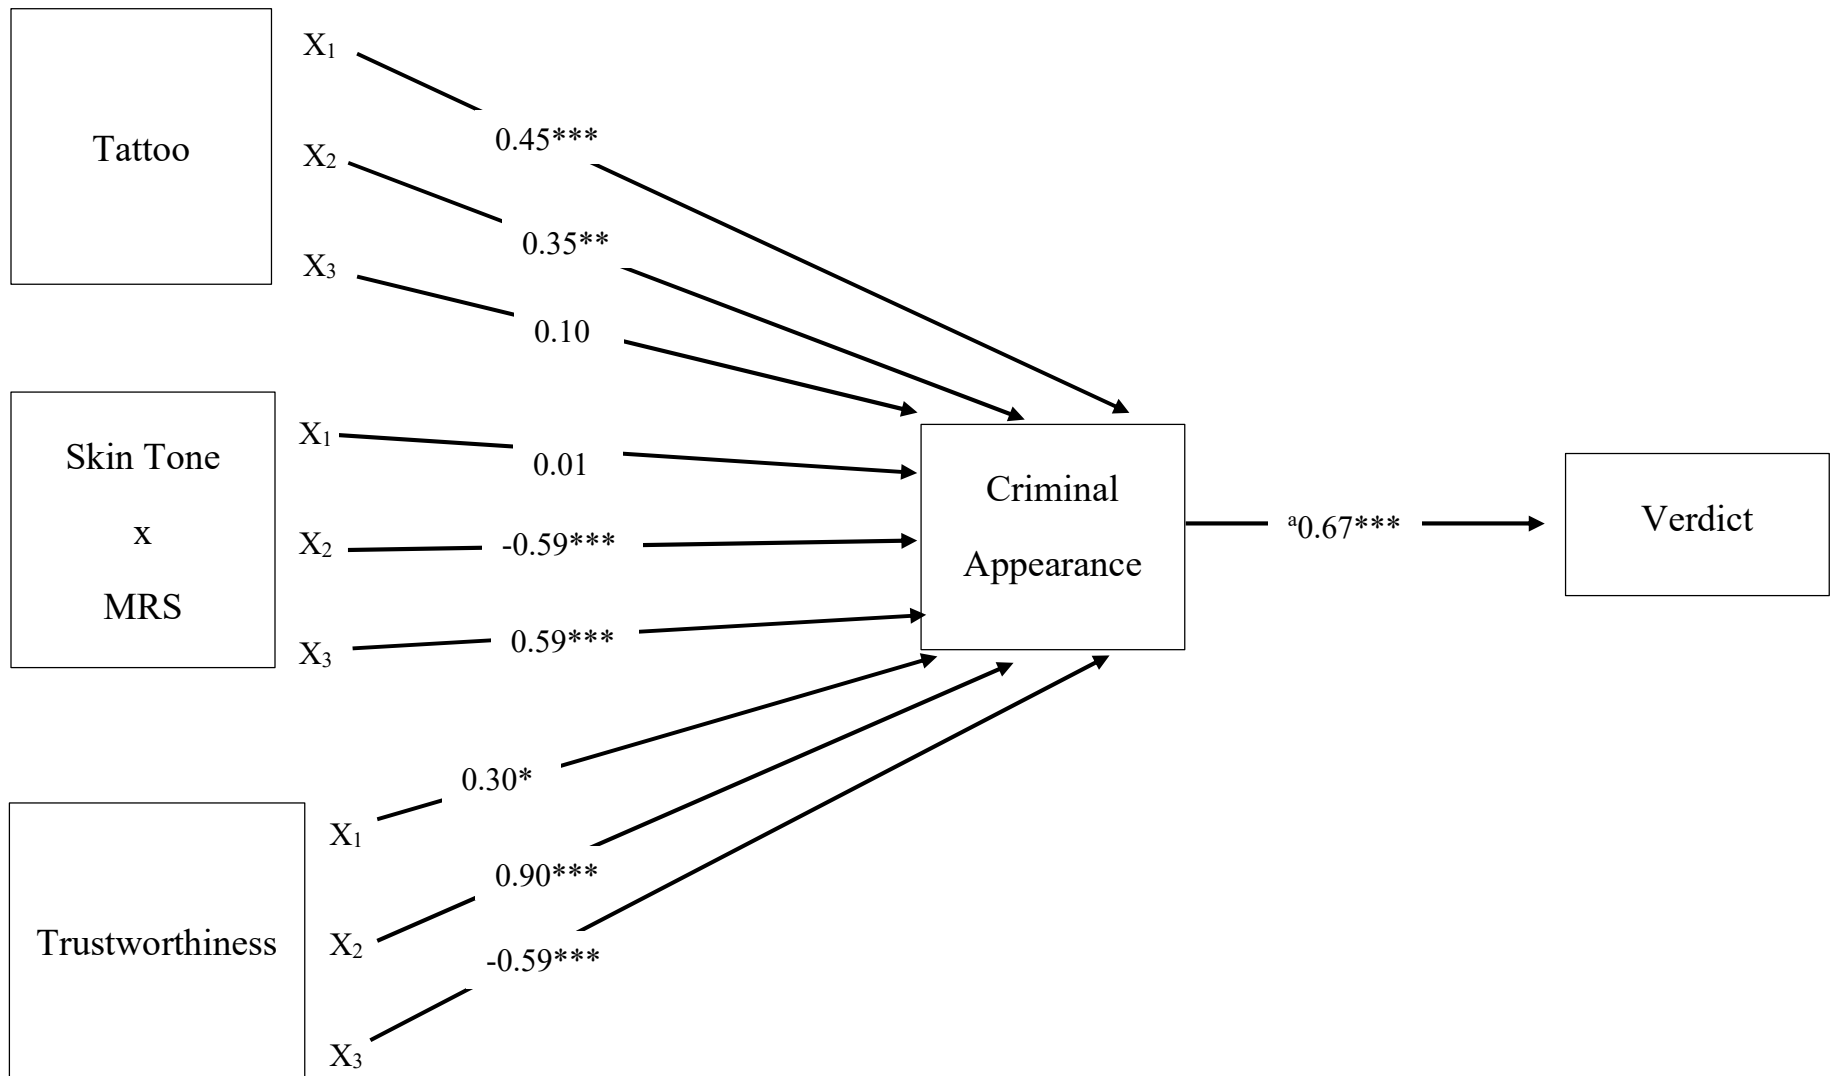 Tattoo
X₁
0.45***
X₂
0.35**
X₃
0.10
Skin Tone
x
MRS
X₁
0.01
X₂
-0.59***
X₃
0.59***
Trustworthiness
X₁
0.30*
X₂
0.90***
X₃
-0.59***
Criminal
Appearance
ᵃ0.67***
Verdict